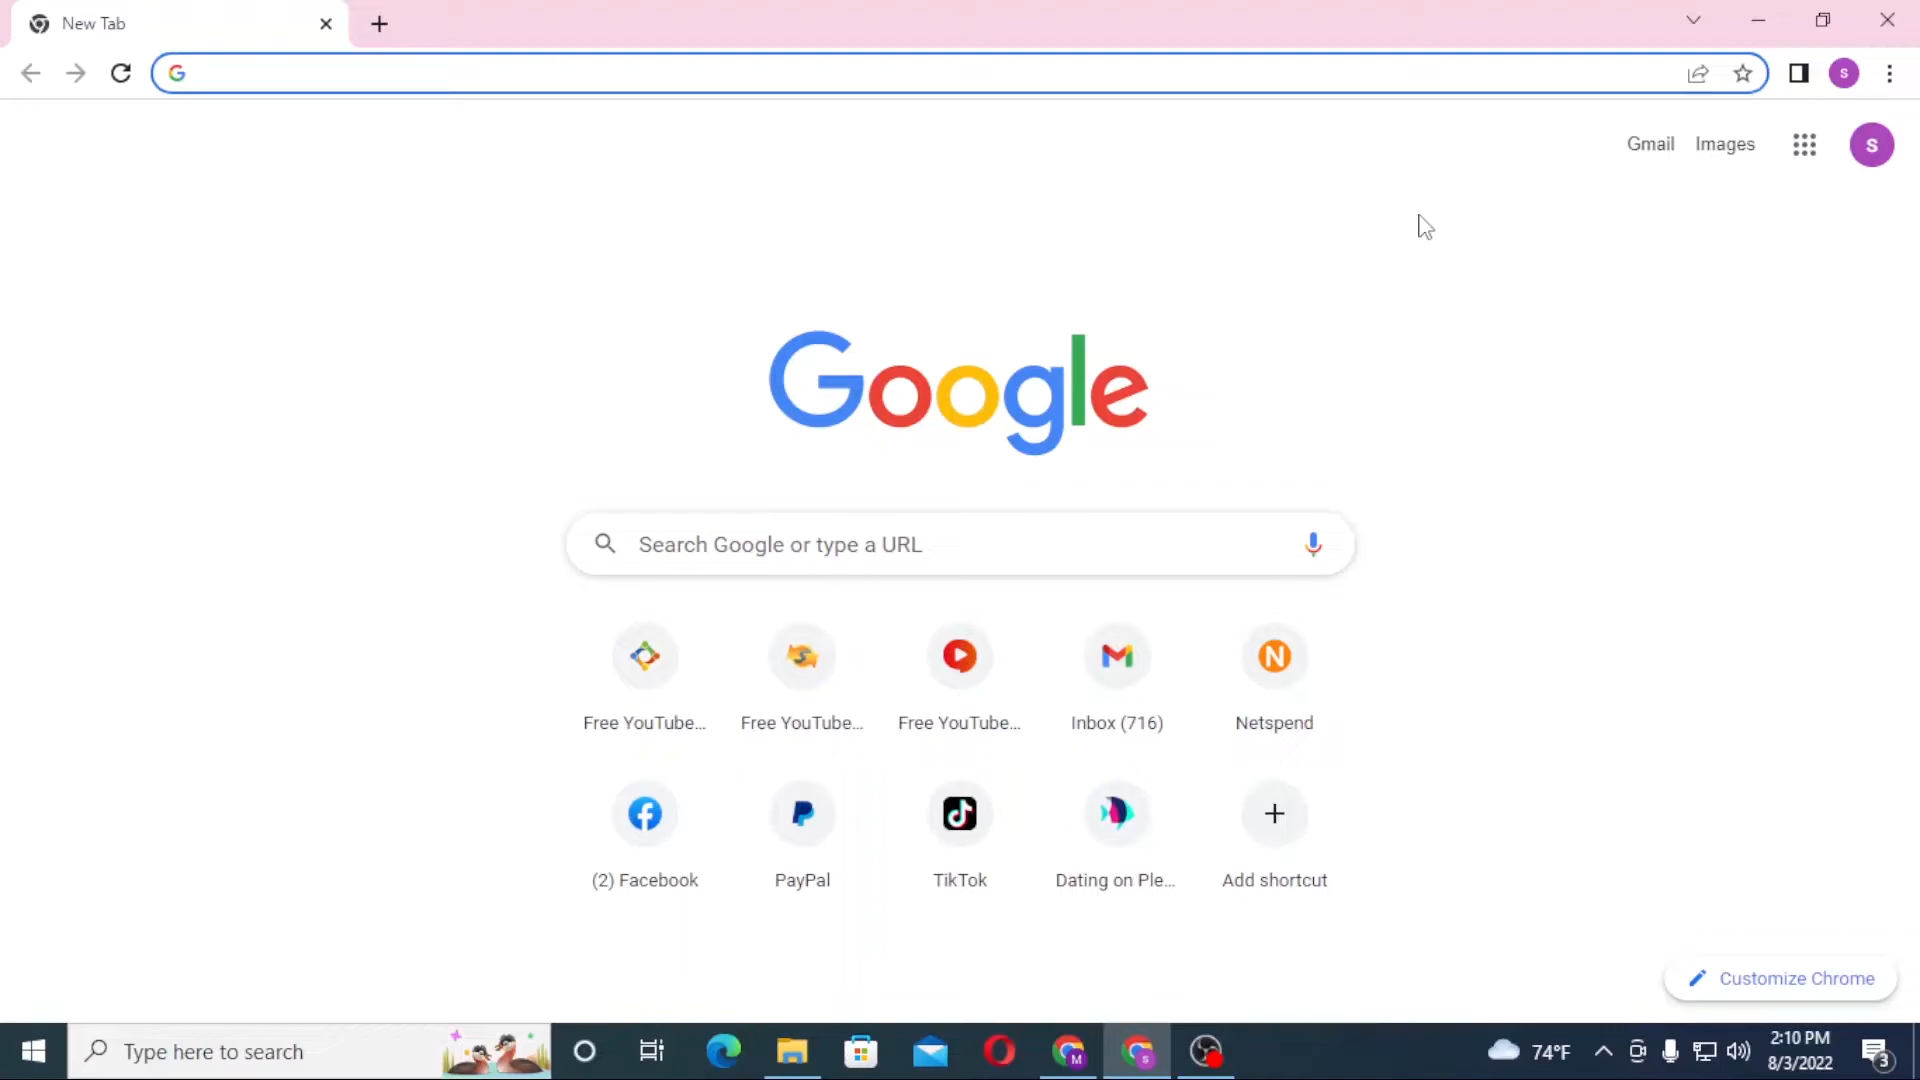 New Tab
S
Gmail Images
S
Google
Search Google or type a URL
Free YouTube... Free YouTube... Free YouTube... Inbox (716) Netspend
(2) Facebook PayPal TikTok Dating on Ple... Add shortcut
Customize Chrome
Type here to search
74°F
2:10 PM
8/3/2022
3